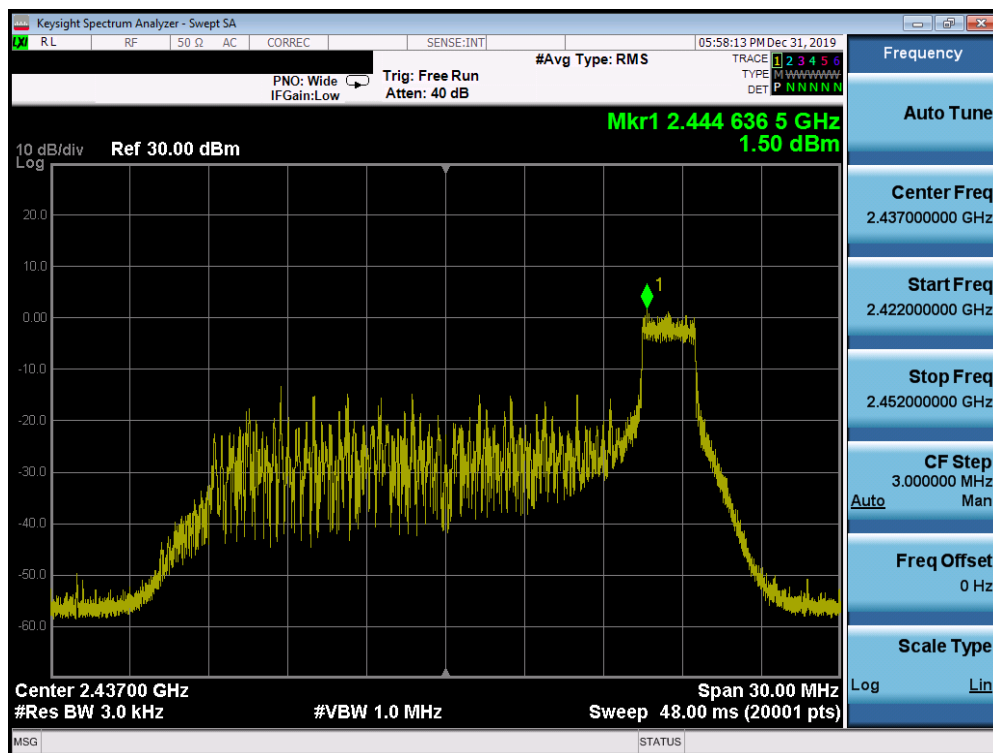 Keysight Spectrum Analyzer - Swept SA
LXI RL RF 50 Ω AC CORREC SENSE:INT 05:58:13 PM Dec 31, 2019
#Avg Type: RMS
TRACE 1 2 3 4 5 6
PNO: Wide Trig: Free Run
TYPE M W W W W W
IFGain:Low Atten: 40 dB
DET P N N N N N
Mkr1 2.444 636 5 GHz
1.50 dBm
10 dB/div Ref 30.00 dBm
Log
20.0
10.0
0.00
-10.0
-20.0
-30.0
-40.0
-50.0
-60.0
1
Center 2.43700 GHz Span 30.00 MHz
#Res BW 3.0 kHz #VBW 1.0 MHz Sweep 48.00 ms (20001 pts)
MSG STATUS
Frequency
Auto Tune
Center Freq
2.437000000 GHz
Start Freq
2.422000000 GHz
Stop Freq
2.452000000 GHz
CF Step
3.000000 MHz
Auto Man
Freq Offset
0 Hz
Scale Type
Log Lin